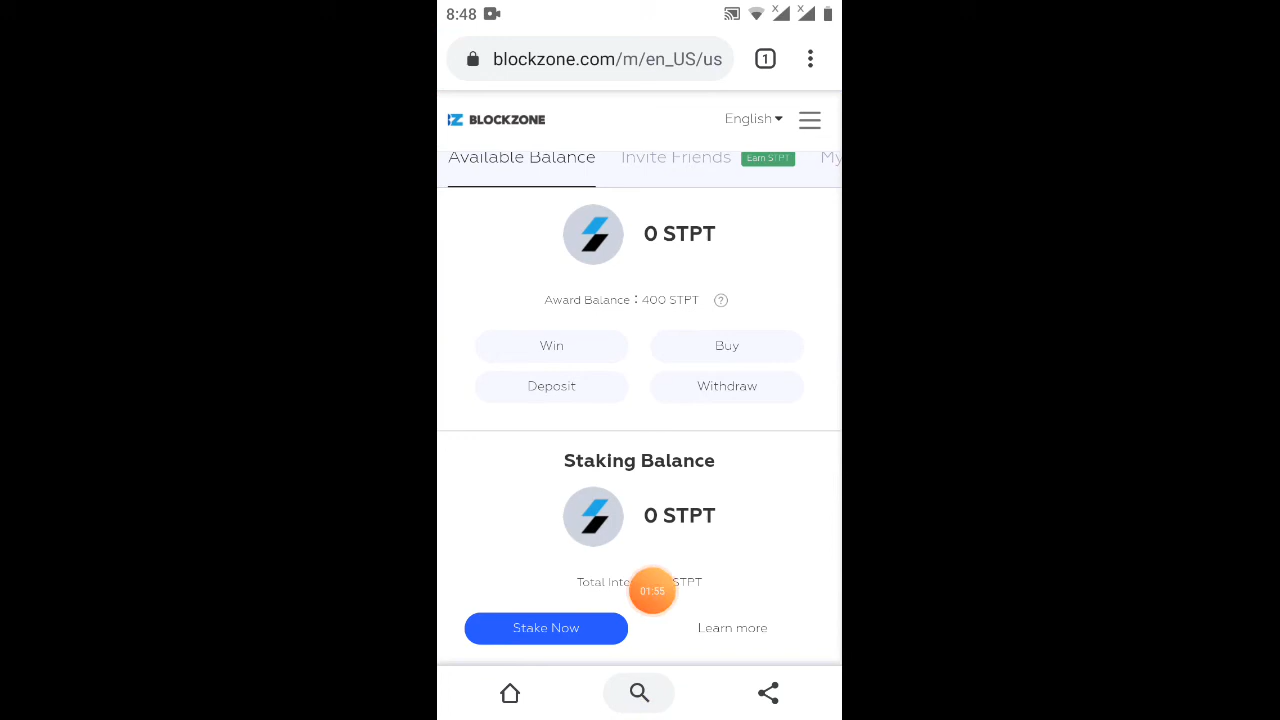 8:48
blockzone.com/m/en_US/us
1
BLOCKZONE
English
Available Balance Invite Friends Earn STPT My
0 STPT
Award Balance：400 STPT ?
Win Buy
Deposit Withdraw
Staking Balance
0 STPT
Total Inte STPT
01:55
Stake Now Learn more